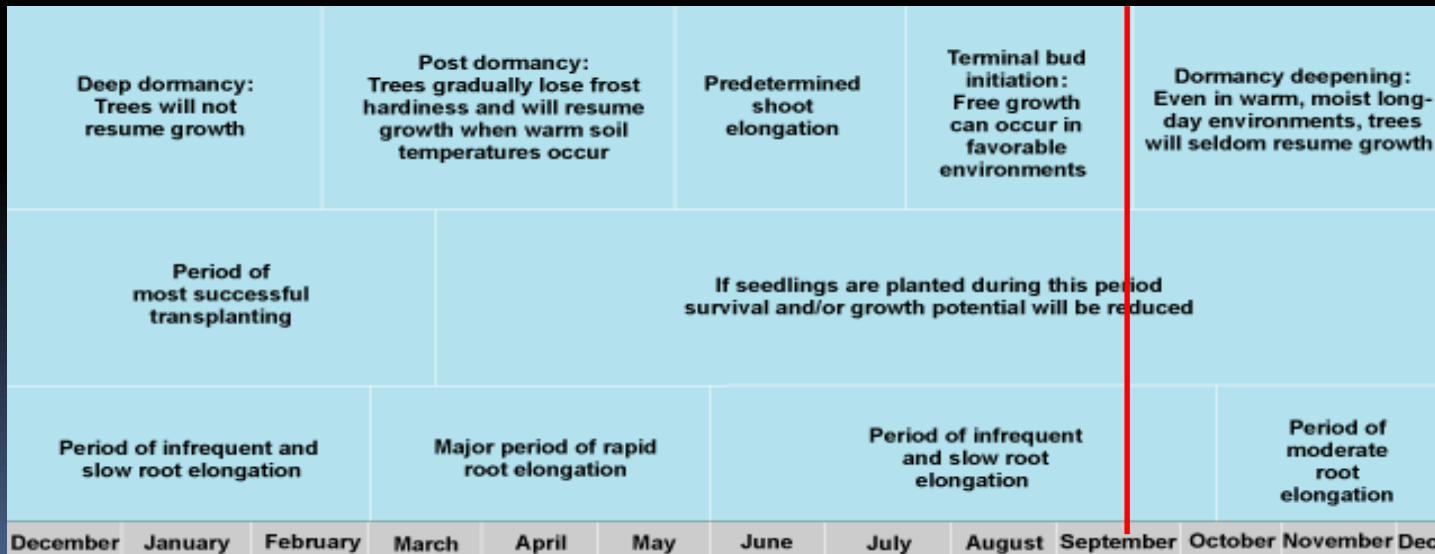 Deep dormancy:
Trees will not
resume growth
Post dormancy:
Trees gradually lose frost
hardiness and will resume
growth when warm soil
temperatures occur
Predetermined
shoot
elongation
Terminal bud
initiation:
Free growth
can occur in
favorable
environments
Dormancy deepening:
Even in warm, moist long-
day environments, trees
will seldom resume growth
Period of
most successful
transplanting
If seedlings are planted during this period
survival and/or growth potential will be reduced
Period of infrequent and
slow root elongation
Major period of rapid
root elongation
Period of infrequent
and slow root
elongation
Period of
moderate
root
elongation
December January February March April May June July August September October November Dec